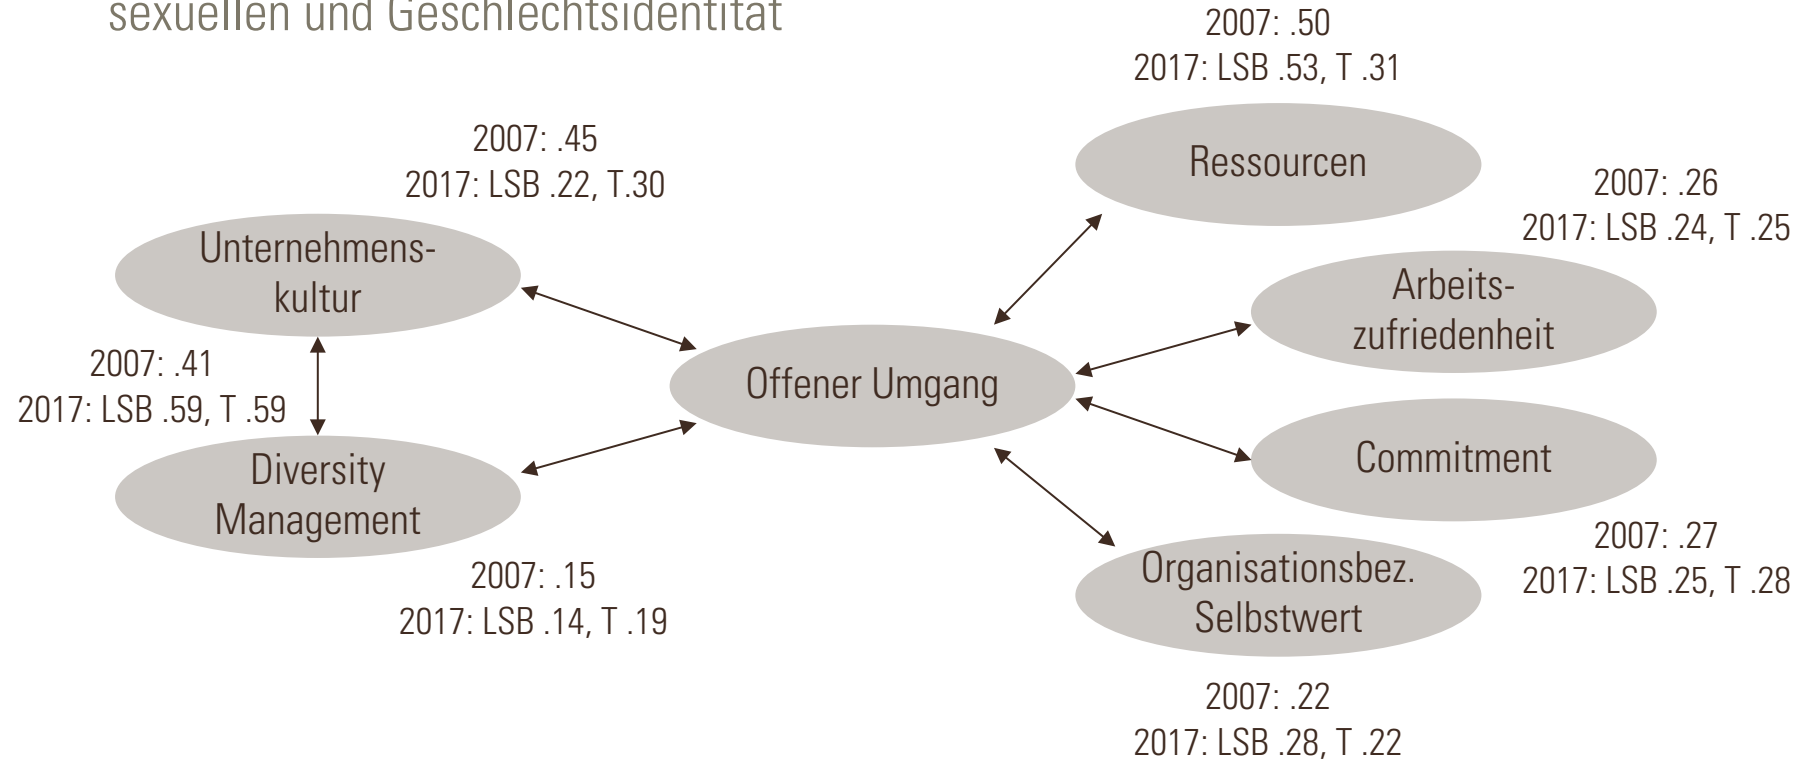 sexuellen und Geschlechtsidentität
2007: .45
2017: LSB .22, T.30
Unternehmens-
kultur
2007: .41
2017: LSB .59, T .59
Diversity
Management
2007: .15
2017: LSB .14, T .19
Offener Umgang
2007: .50
2017: LSB .53, T .31
Ressourcen
2007: .26
2017: LSB .24, T .25
Arbeits-
zufriedenheit
Commitment
2007: .27
2017: LSB .25, T .28
Organisationsbez.
Selbstwert
2007: .22
2017: LSB .28, T .22